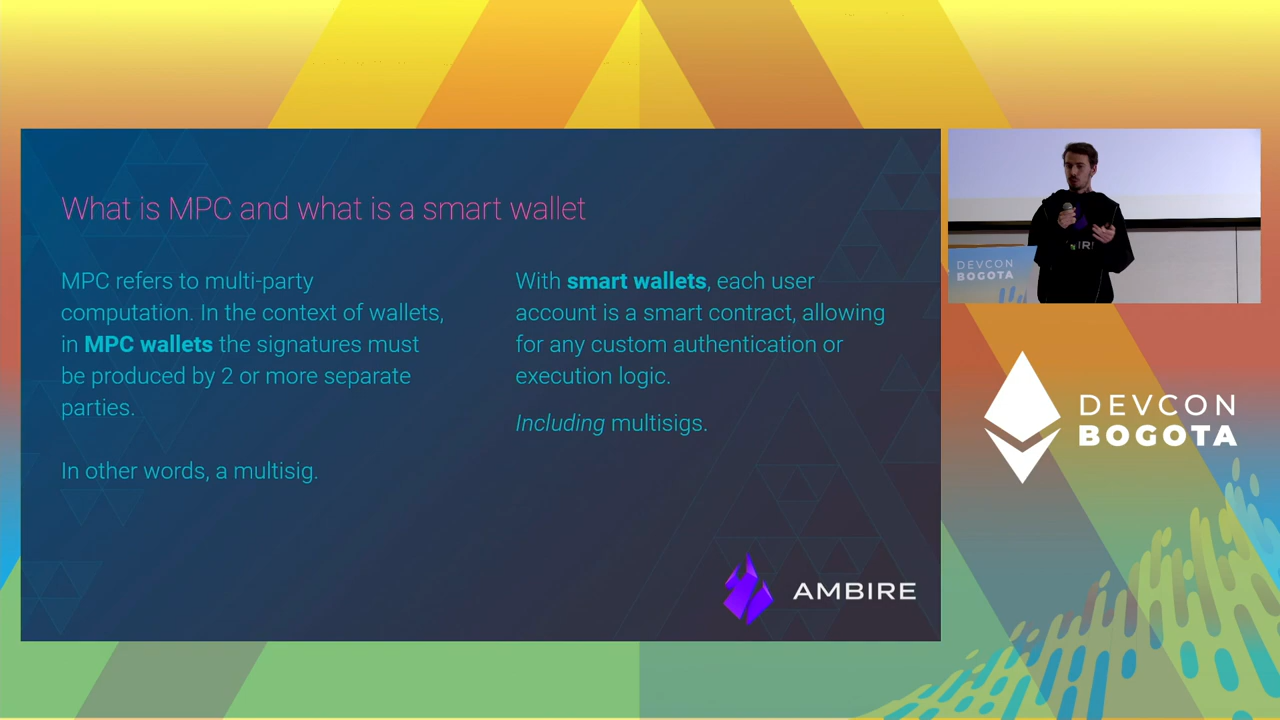 What is MPC and what is a smart wallet
MPC refers to multi-party
computation. In the context of wallets,
in MPC wallets the signatures must
be produced by 2 or more separate
parties.
In other words, a multisig.
With smart wallets, each user
account is a smart contract, allowing
for any custom authentication or
execution logic.
Including multisigs.
AMBIRE
DEVCON
BOGOTA
DEVCON
BOGOTA